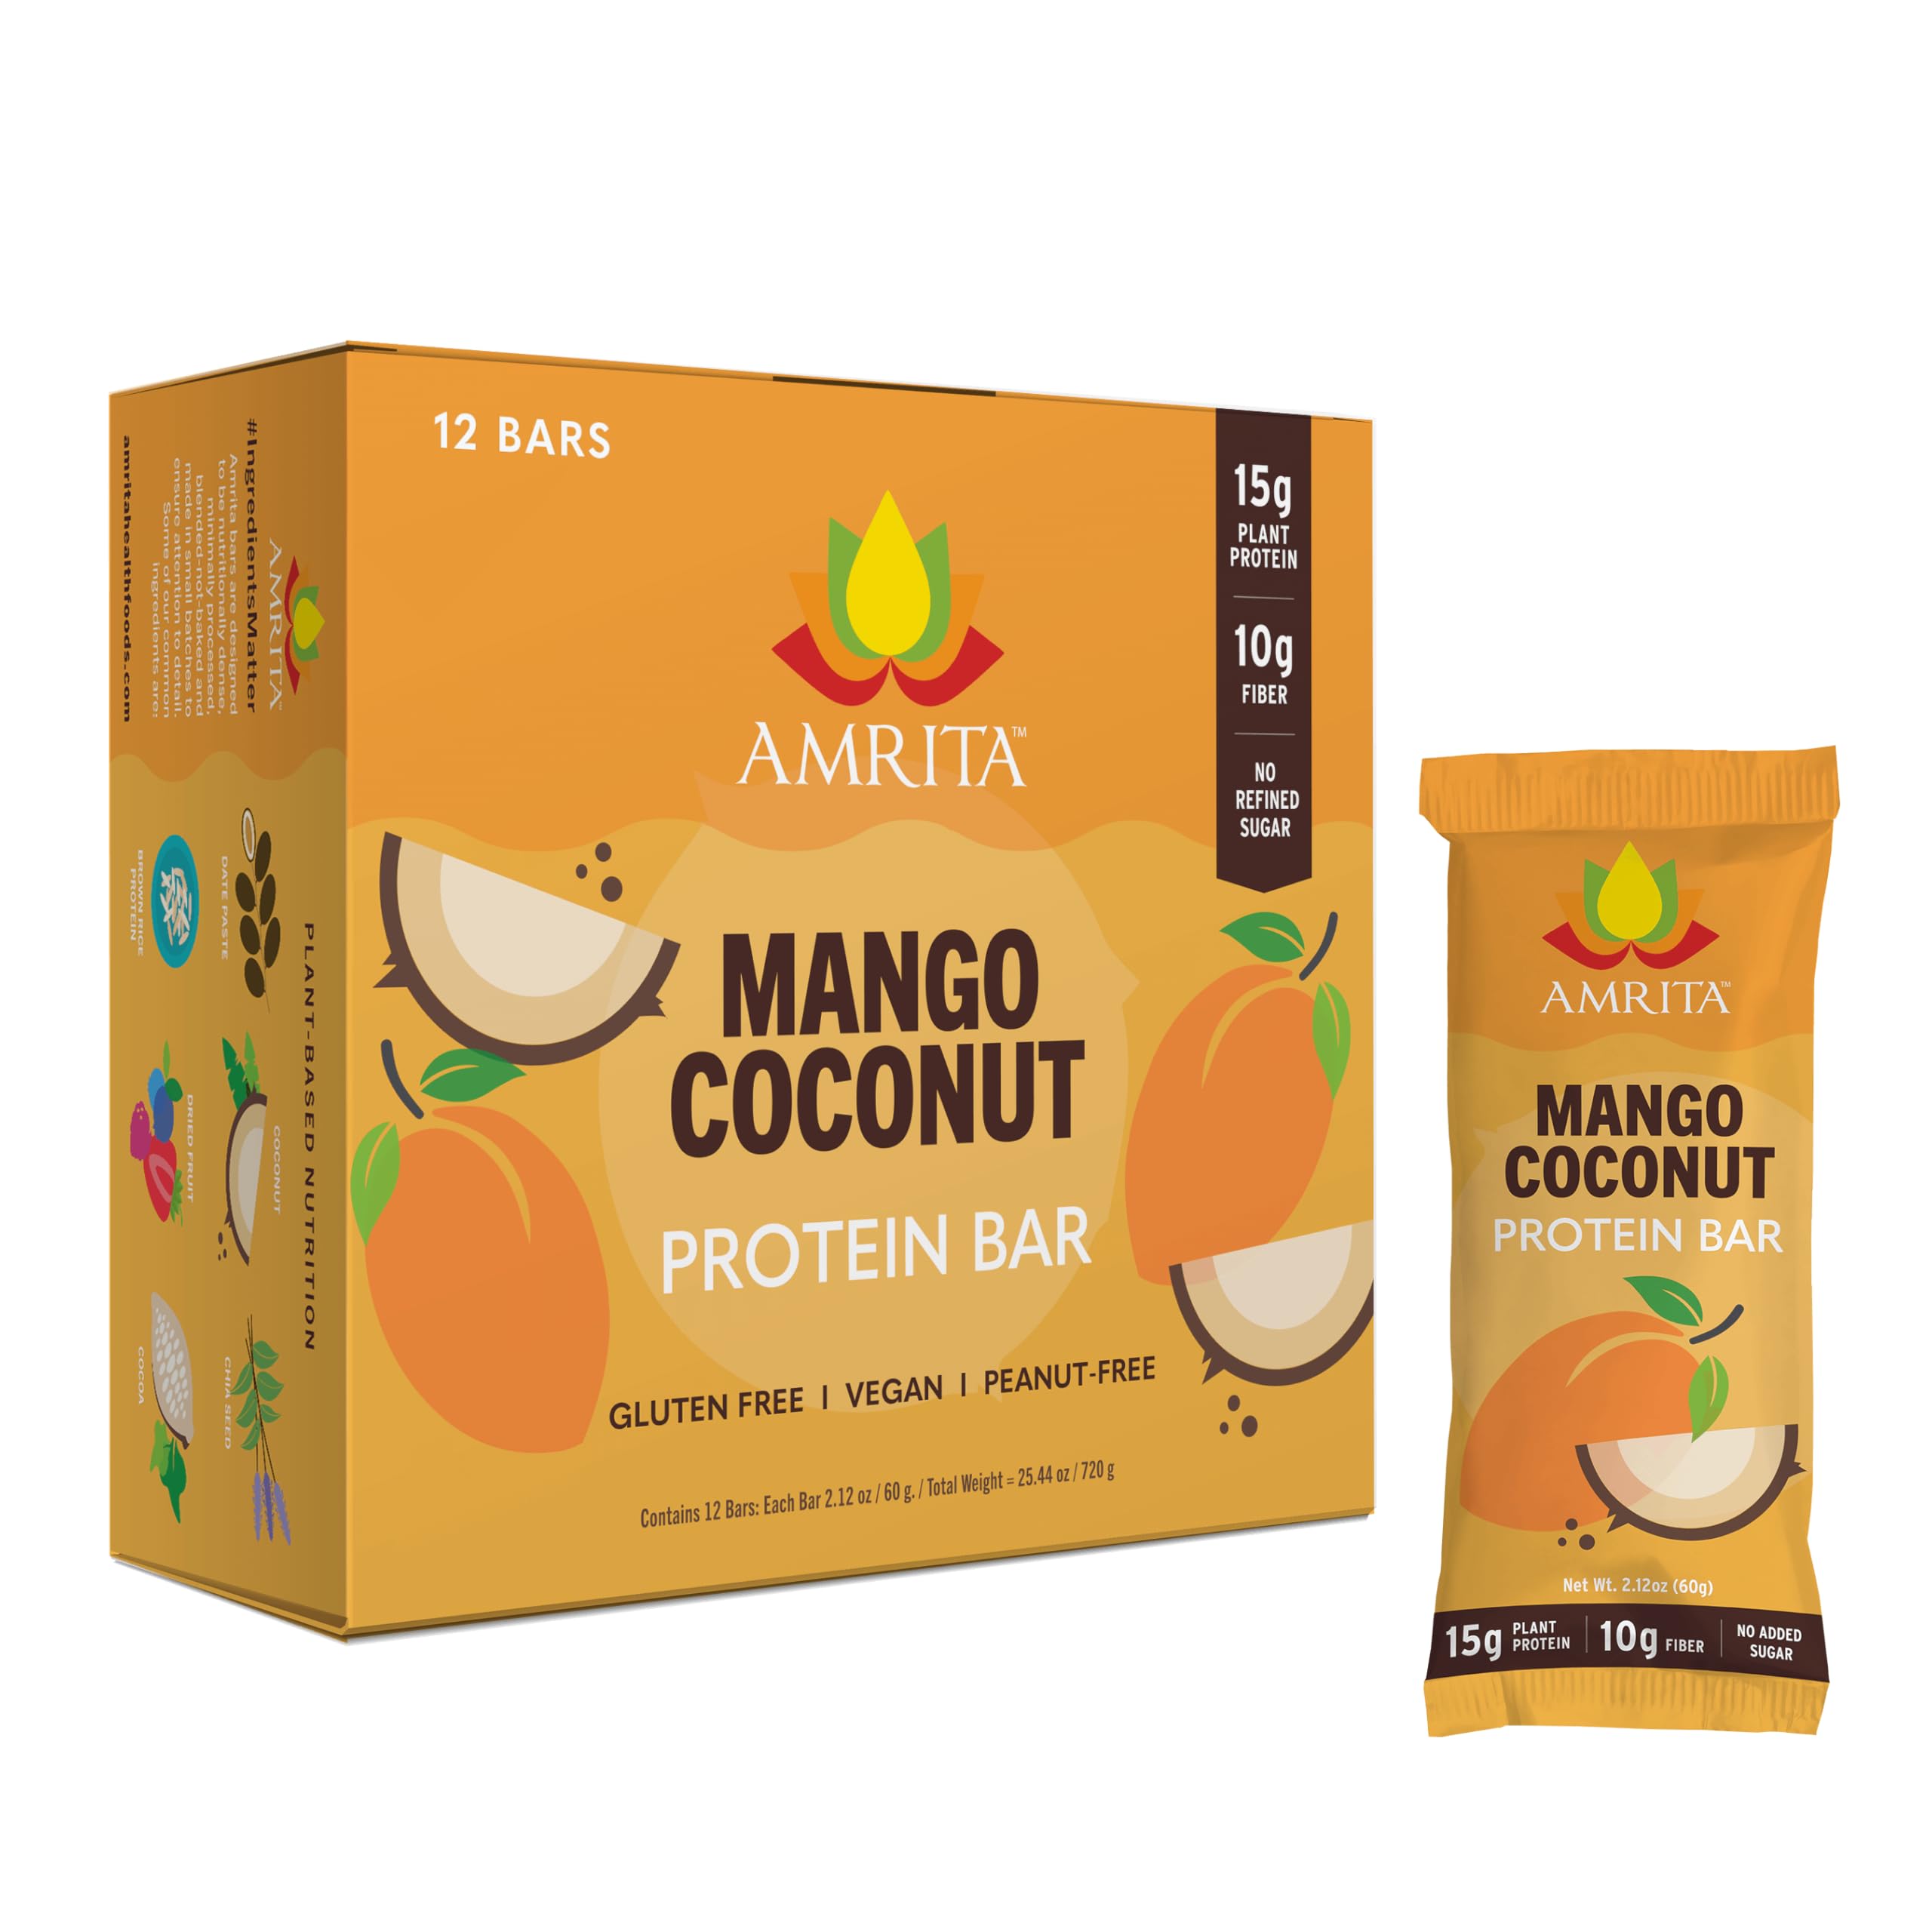 12 BARS
AMRITA™
15g
PLANT
PROTEIN
10g
FIBER
NO
REFINED
SUGAR
MANGO
COCONUT
PROTEIN BAR
GLUTEN FREE | VEGAN | PEANUT-FREE
Contains 12 Bars: Each Bar 2.12 oz / 60 g. / Total Weight = 25.44 oz / 720 g
AMRITA™
#IngredientsMatter
Amrita bars are designed
to be nutritionally dense,
minimally processed,
blended-not-baked and
made in small batches to
ensure attention to detail.
Some of our common
ingredients are:
amritahealthfoods.com
PLANT-BASED NUTRITION
DATE PASTE
COCONUT
CHIA SEED
BROWN RICE
PROTEIN
DRIED FRUIT
COCOA
AMRITA™
MANGO
COCONUT
PROTEIN BAR
Net Wt. 2.12oz (60g)
15g PLANT
PROTEIN
10g FIBER
NO ADDED
SUGAR